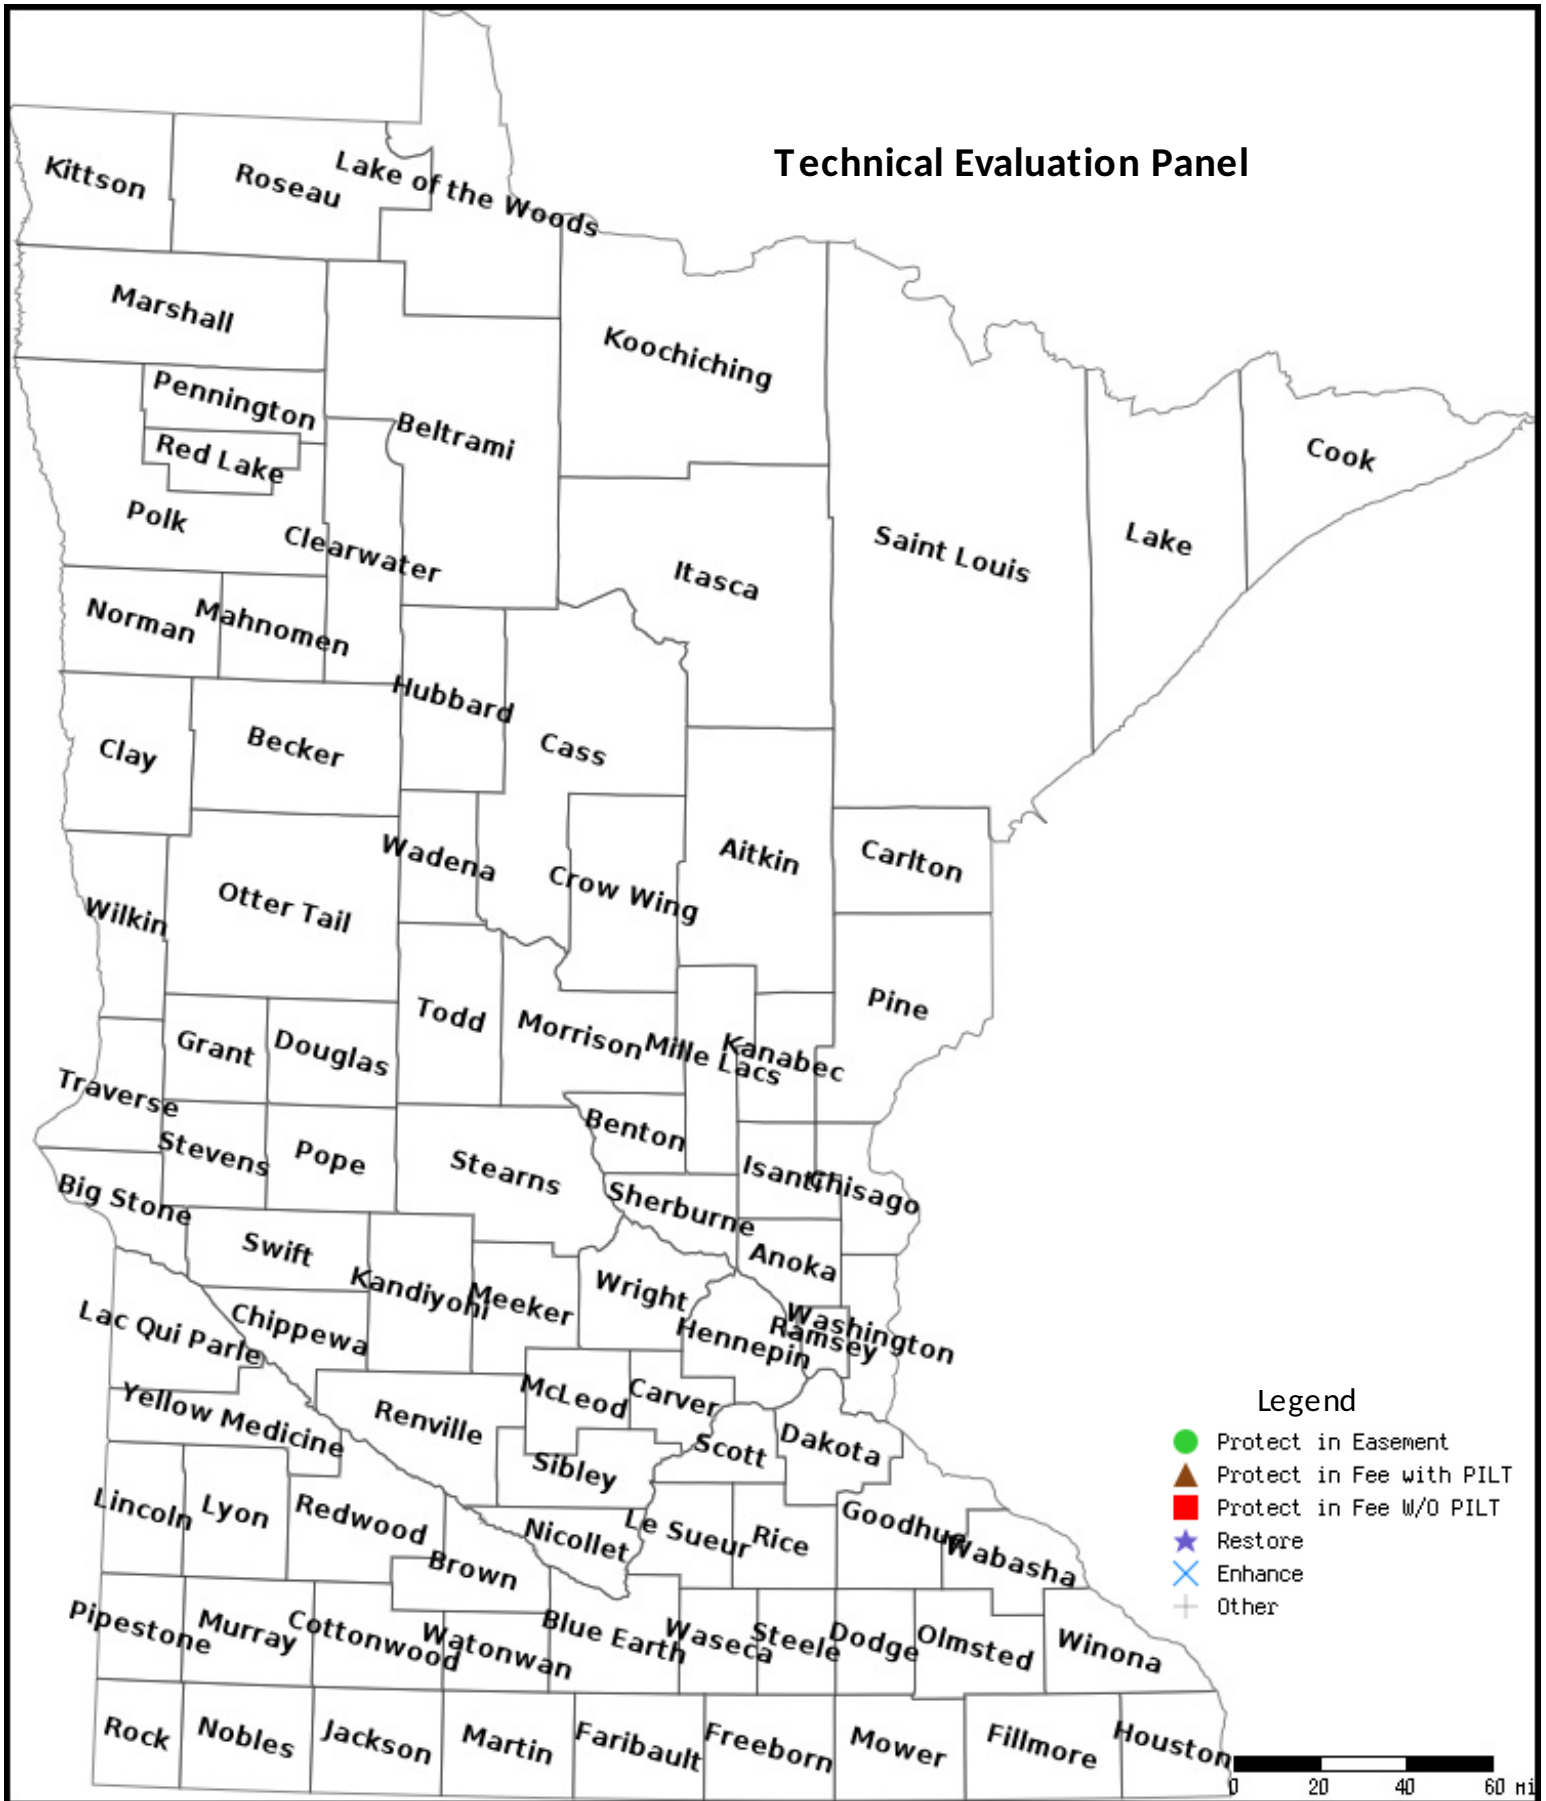 Technical Evaluation Panel
Kittson
Roseau
Lake of the Woods
Marshall
Koochiching
Pennington
Beltrami
Red Lake
Cook
Polk
Clearwater
Saint Louis
Lake
Itasca
Norman
Mahnomen
Hubbard
Clay
Becker
Cass
Wadena
Aitkin
Carlton
Otter Tail
Crow Wing
Wilkin
Pine
Todd
Morrison
Mille Lacs
Kanabec
Grant
Douglas
Traverse
Benton
Stevens
Pope
Stearns
Isanti
Chisago
Big Stone
Sherburne
Swift
Anoka
Kandiyohi
Meeker
Wright
Washington
Ramsey
Hennepin
Lac Qui Parle
Chippewa
McLeod
Carver
Yellow Medicine
Renville
Scott
Dakota
Sibley
Lincoln
Lyon
Redwood
Nicollet
Le Sueur
Rice
Goodhue
Wabasha
Brown
Pipestone
Murray
Cottonwood
Watonwan
Blue Earth
Waseca
Steele
Dodge
Olmsted
Winona
Rock
Nobles
Jackson
Martin
Faribault
Freeborn
Mower
Fillmore
Houston
Legend
Protect in Easement
Protect in Fee with PILT
Protect in Fee W/O PILT
Restore
Enhance
Other
0 20 40 60 mi